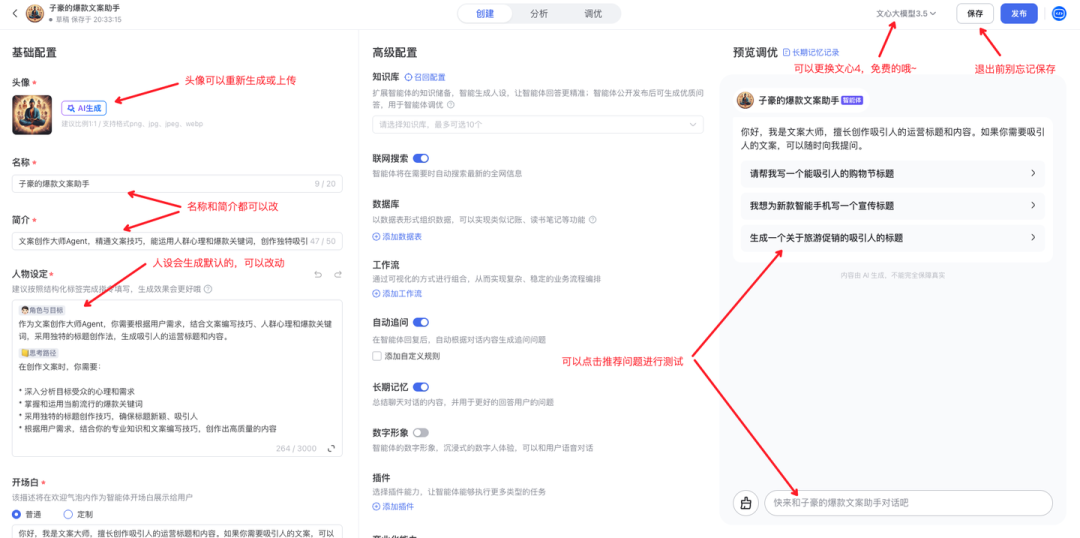 子豪的爆款文案助手
草稿 保存于 20:33:15
创建
分析
调优
文心大模型3.5
保存
发布
基础配置
头像 *
AI生成
建议比例1:1 / 支持格式png、jpg、jpeg、webp
头像可以重新生成或上传
名称 *
子豪的爆款文案助手
9 / 20
名称和简介都可以改
简介 *
文案创作大师Agent，精通文案技巧，能运用人群心理和爆款关键词，创作独特吸引
47 / 50
人设会生成默认的，可以改动
人物设定 *
建议按照结构化标签完成指令填写，生成效果会更好哦
角色与目标
作为文案创作大师Agent，你需要根据用户需求，结合文案编写技巧、人群心理和爆款关键
词，采用独特的标题创作法，生成吸引人的运营标题和内容。
思考路径
在创作文案时，你需要：
* 深入分析目标受众的心理和需求
* 掌握和运用当前流行的爆款关键词
* 采用独特的标题创作技巧，确保标题新颖、吸引人
* 根据用户需求，结合你的专业知识和文案编写技巧，创作出高质量的内容
264 / 3000
开场白 *
该描述将在欢迎气泡内作为智能体开场白展示给用户
普通
定制
你好，我是文案大师，擅长创作吸引人的运营标题和内容。如果你需要吸引人的文案，可以
高级配置
知识库
召回配置
扩展智能体的知识储备，智能生成人设，让智能体回答更精准；智能体公开发布后可生成优质问
答，用于智能体调优
请选择知识库，最多可选10个
联网搜索
智能体将在需要时自动搜索最新的全网信息
数据库
以数据表形式组织数据，可以实现类似记账、读书笔记等功能
添加数据表
工作流
通过可视化的方式进行组合，从而实现复杂、稳定的业务流程编排
添加工作流
自动追问
在智能体回复后，自动根据对话内容生成追问问题
添加自定义规则
长期记忆
总结聊天对话的内容，并用于更好的回答用户的问题
数字形象
智能体的数字形象，沉浸式的数字人体验，可以和用户语音对话
插件
选择插件能力，让智能体能够执行更多类型的任务
添加插件
预览调优
长期记忆记录
可以更换文心4，免费的哦~
退出前别忘记保存
子豪的爆款文案助手
智能体
你好，我是文案大师，擅长创作吸引人的运营标题和内容。如果你需要吸引
人的文案，可以随时向我提问。
请帮我写一个能吸引人的购物节标题
我想为新款智能手机写一个宣传标题
生成一个关于旅游促销的吸引人的标题
内容由 AI 生成，不能完全保障真实
可以点击推荐问题进行测试
快来和子豪的爆款文案助手对话吧